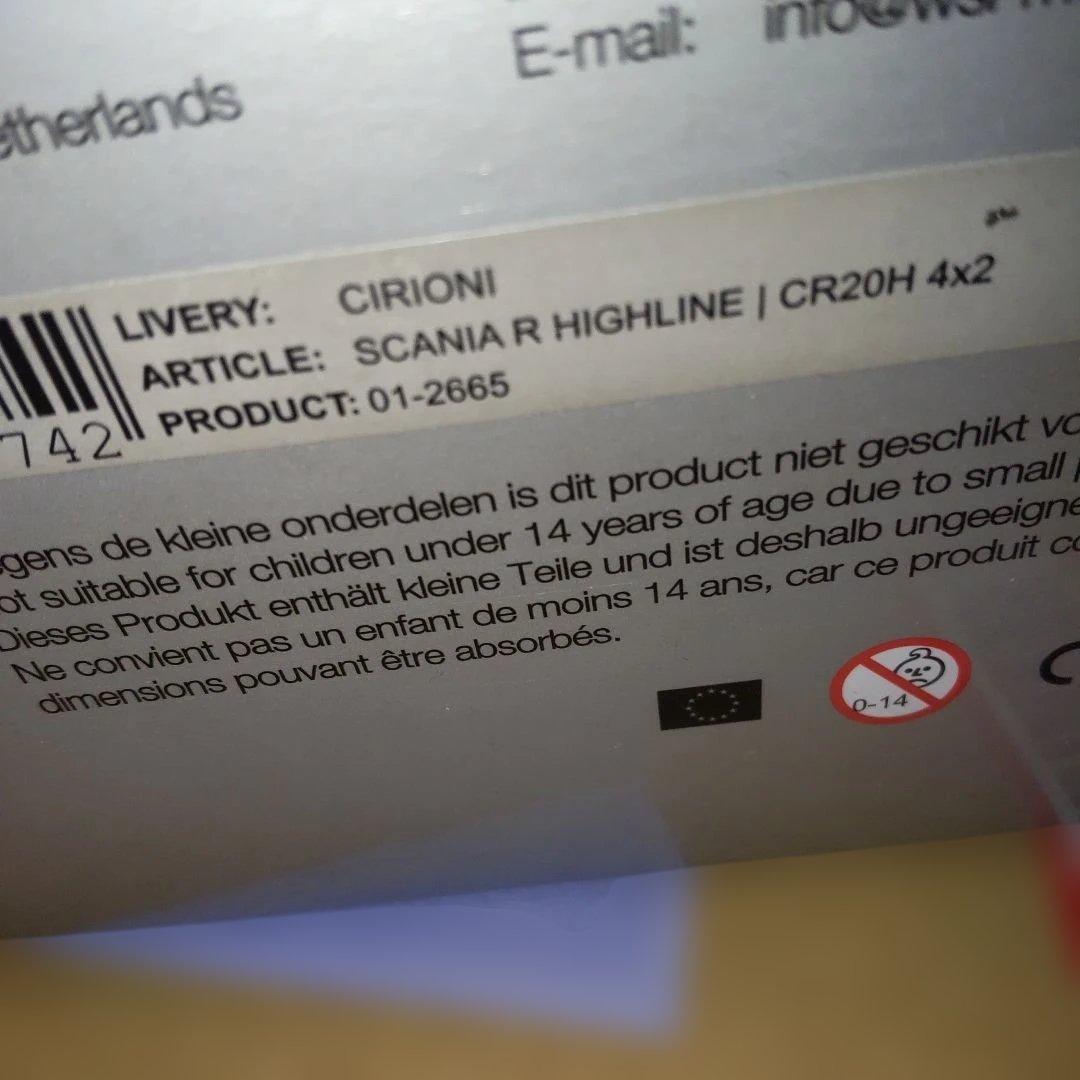 E-mail:
LIVERY: CIRIONI
ARTICLE: SCANIA R HIGHLINE | CR20H 4x2
PRODUCT: 01-2665
742
gens de kleine onderdelen is dit product niet geschikt vo
ot suitable for children under 14 years of age due to small
Dieses Produkt enthält kleine Teile und ist deshalb ungeeigne
Ne convient pas un enfant de moins 14 ans, car ce produit co
dimensions pouvant être absorbés.
0-14